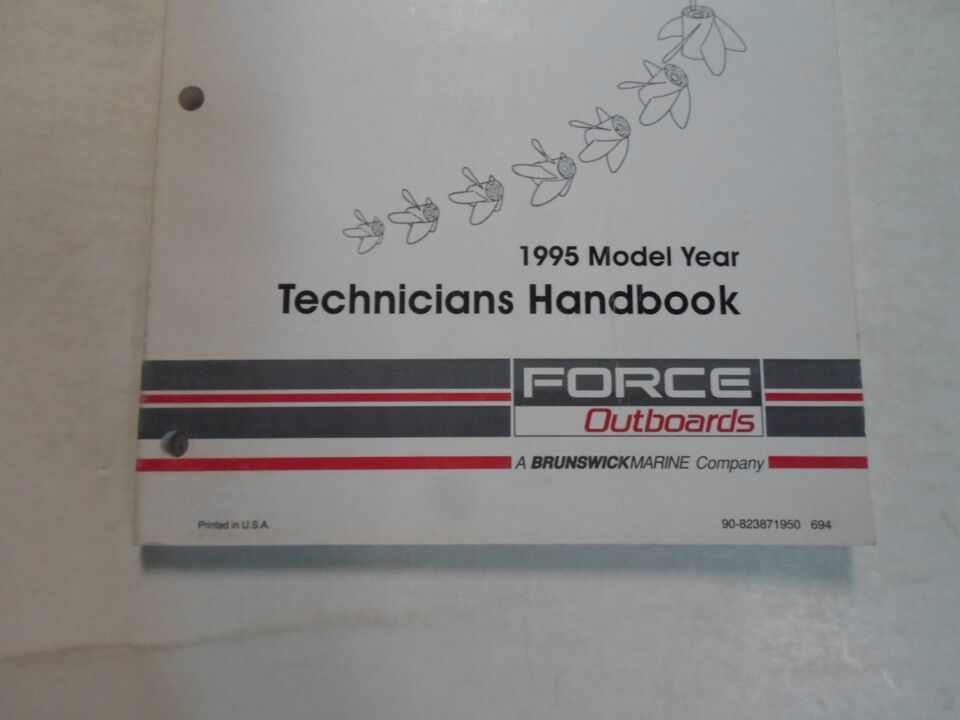 1995 Model Year
Technicians Handbook
FORCE
Outboards
A BRUNSWICKMARINE Company
Printed in U.S.A.
90-823871950 694